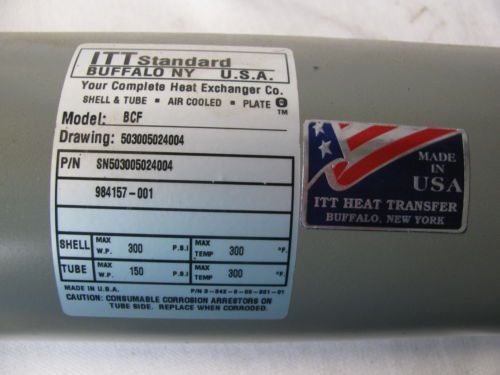 ITT Standard
BUFFALO NY U.S.A.
Your Complete Heat Exchanger Co.
SHELL & TUBE • AIR COOLED • PLATE
TM
Model: BCF
Drawing: 503005024004
P/N SN503005024004
984157-001
SHELL MAX W.P. 300 P.S.I MAX TEMP 300 °F.
TUBE MAX W.P. 150 P.S.I MAX TEMP 300 °F.
MADE IN U.S.A.
CAUTION: CONSUMABLE CORROSION ARRESTORS ON
TUBE SIDE. REPLACE WHEN CORRODED.
MADE
IN
USA
ITT HEAT TRANSFER
BUFFALO, NEW YORK